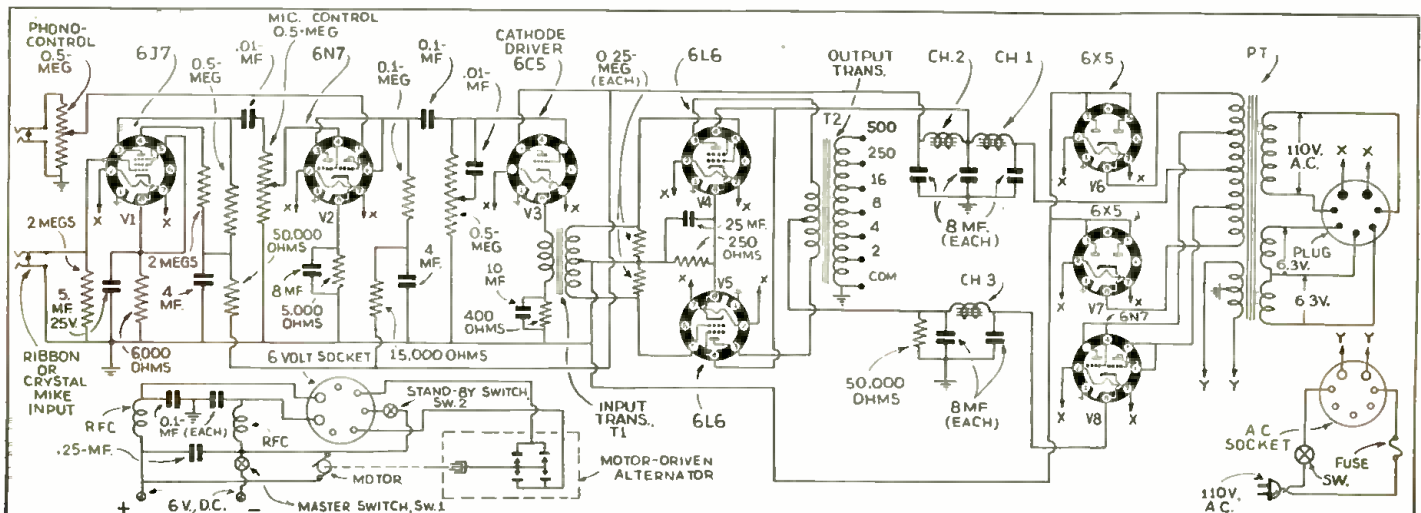 PHONO-
CONTROL
0.5-
MEG
6J7
0.5-
MEG
.01-
MF.
MIC. CONTROL
0.5-MEG
6N7
0.1-
MEG
0.1-
MF
.01-
MF.
CATHODE
DRIVER
6C5
0.25-
MEG
(EACH)
6L6
OUTPUT
TRANS.
T2
500
250
16
8
4
2
COM
CH.2
CH 1
8 MF.
(EACH)
6X5
V6
PT
110V.
A.C.
X X
PLUG
6.3V.
6 3V.
X
V1
X
X
V2
X
X
V3
X
X
V4
X
2 MEGS
5.
MF.
25V.
6000
OHMS
2 MEGS
4
MF.
50,000
OHMS
8 MF.
5,000
OHMS
4
MF.
15,000 OHMS
0.5-
MEG
10
MF
400
OHMS
25 MF.
250
OHMS
X
V5
X
6L6
INPUT
TRANS.,
T1
CH 3
50,000
OHMS
8 MF
(EACH)
X
X
6X5
V7
X
X
6N7
V8
X
X
Y Y
Y Y
A C
SOCKET
FUSE
SW.
110V,
A.C.
RIBBON
OR
CRYSTAL
MIKE
INPUT
6 VOLT SOCKET
STAND-BY SWITCH,
SW.2
RFC
0.1-
MF (EACH)
RFC
.25-MF.
MOTOR
MOTOR-DRIVEN
ALTERNATOR
+ 6 V., D.C. -
MASTER SWITCH, SW.1